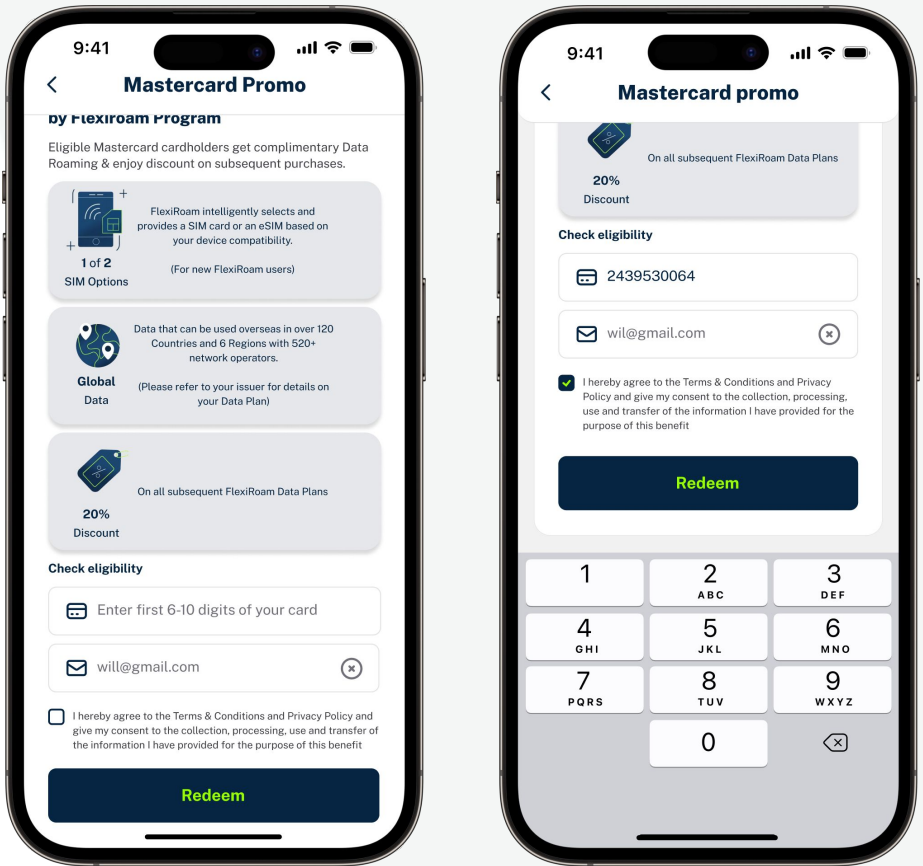 9:41
Mastercard Promo
by Flexiroam Program
Eligible Mastercard cardholders get complimentary Data
Roaming & enjoy discount on subsequent purchases.
FlexiRoam intelligently selects and
provides a SIM card or an eSIM based on
your device compatibility.
(For new FlexiRoam users)
1 of 2
SIM Options
Data that can be used overseas in over 120
Countries and 6 Regions with 520+
network operators.
(Please refer to your issuer for details on
your Data Plan)
Global
Data
On all subsequent FlexiRoam Data Plans
20%
Discount
Check eligibility
Enter first 6-10 digits of your card
will@gmail.com
I hereby agree to the Terms & Conditions and Privacy Policy and
give my consent to the collection, processing, use and transfer of
the information I have provided for the purpose of this benefit
Redeem
9:41
Mastercard promo
On all subsequent FlexiRoam Data Plans
20%
Discount
Check eligibility
2439530064
wil@gmail.com
I hereby agree to the Terms & Conditions and Privacy
Policy and give my consent to the collection, processing,
use and transfer of the information I have provided for the
purpose of this benefit
Redeem
1 2 3
ABC DEF
4 5 6
GHI JKL MNO
7 8 9
PQRS TUV WXYZ
0